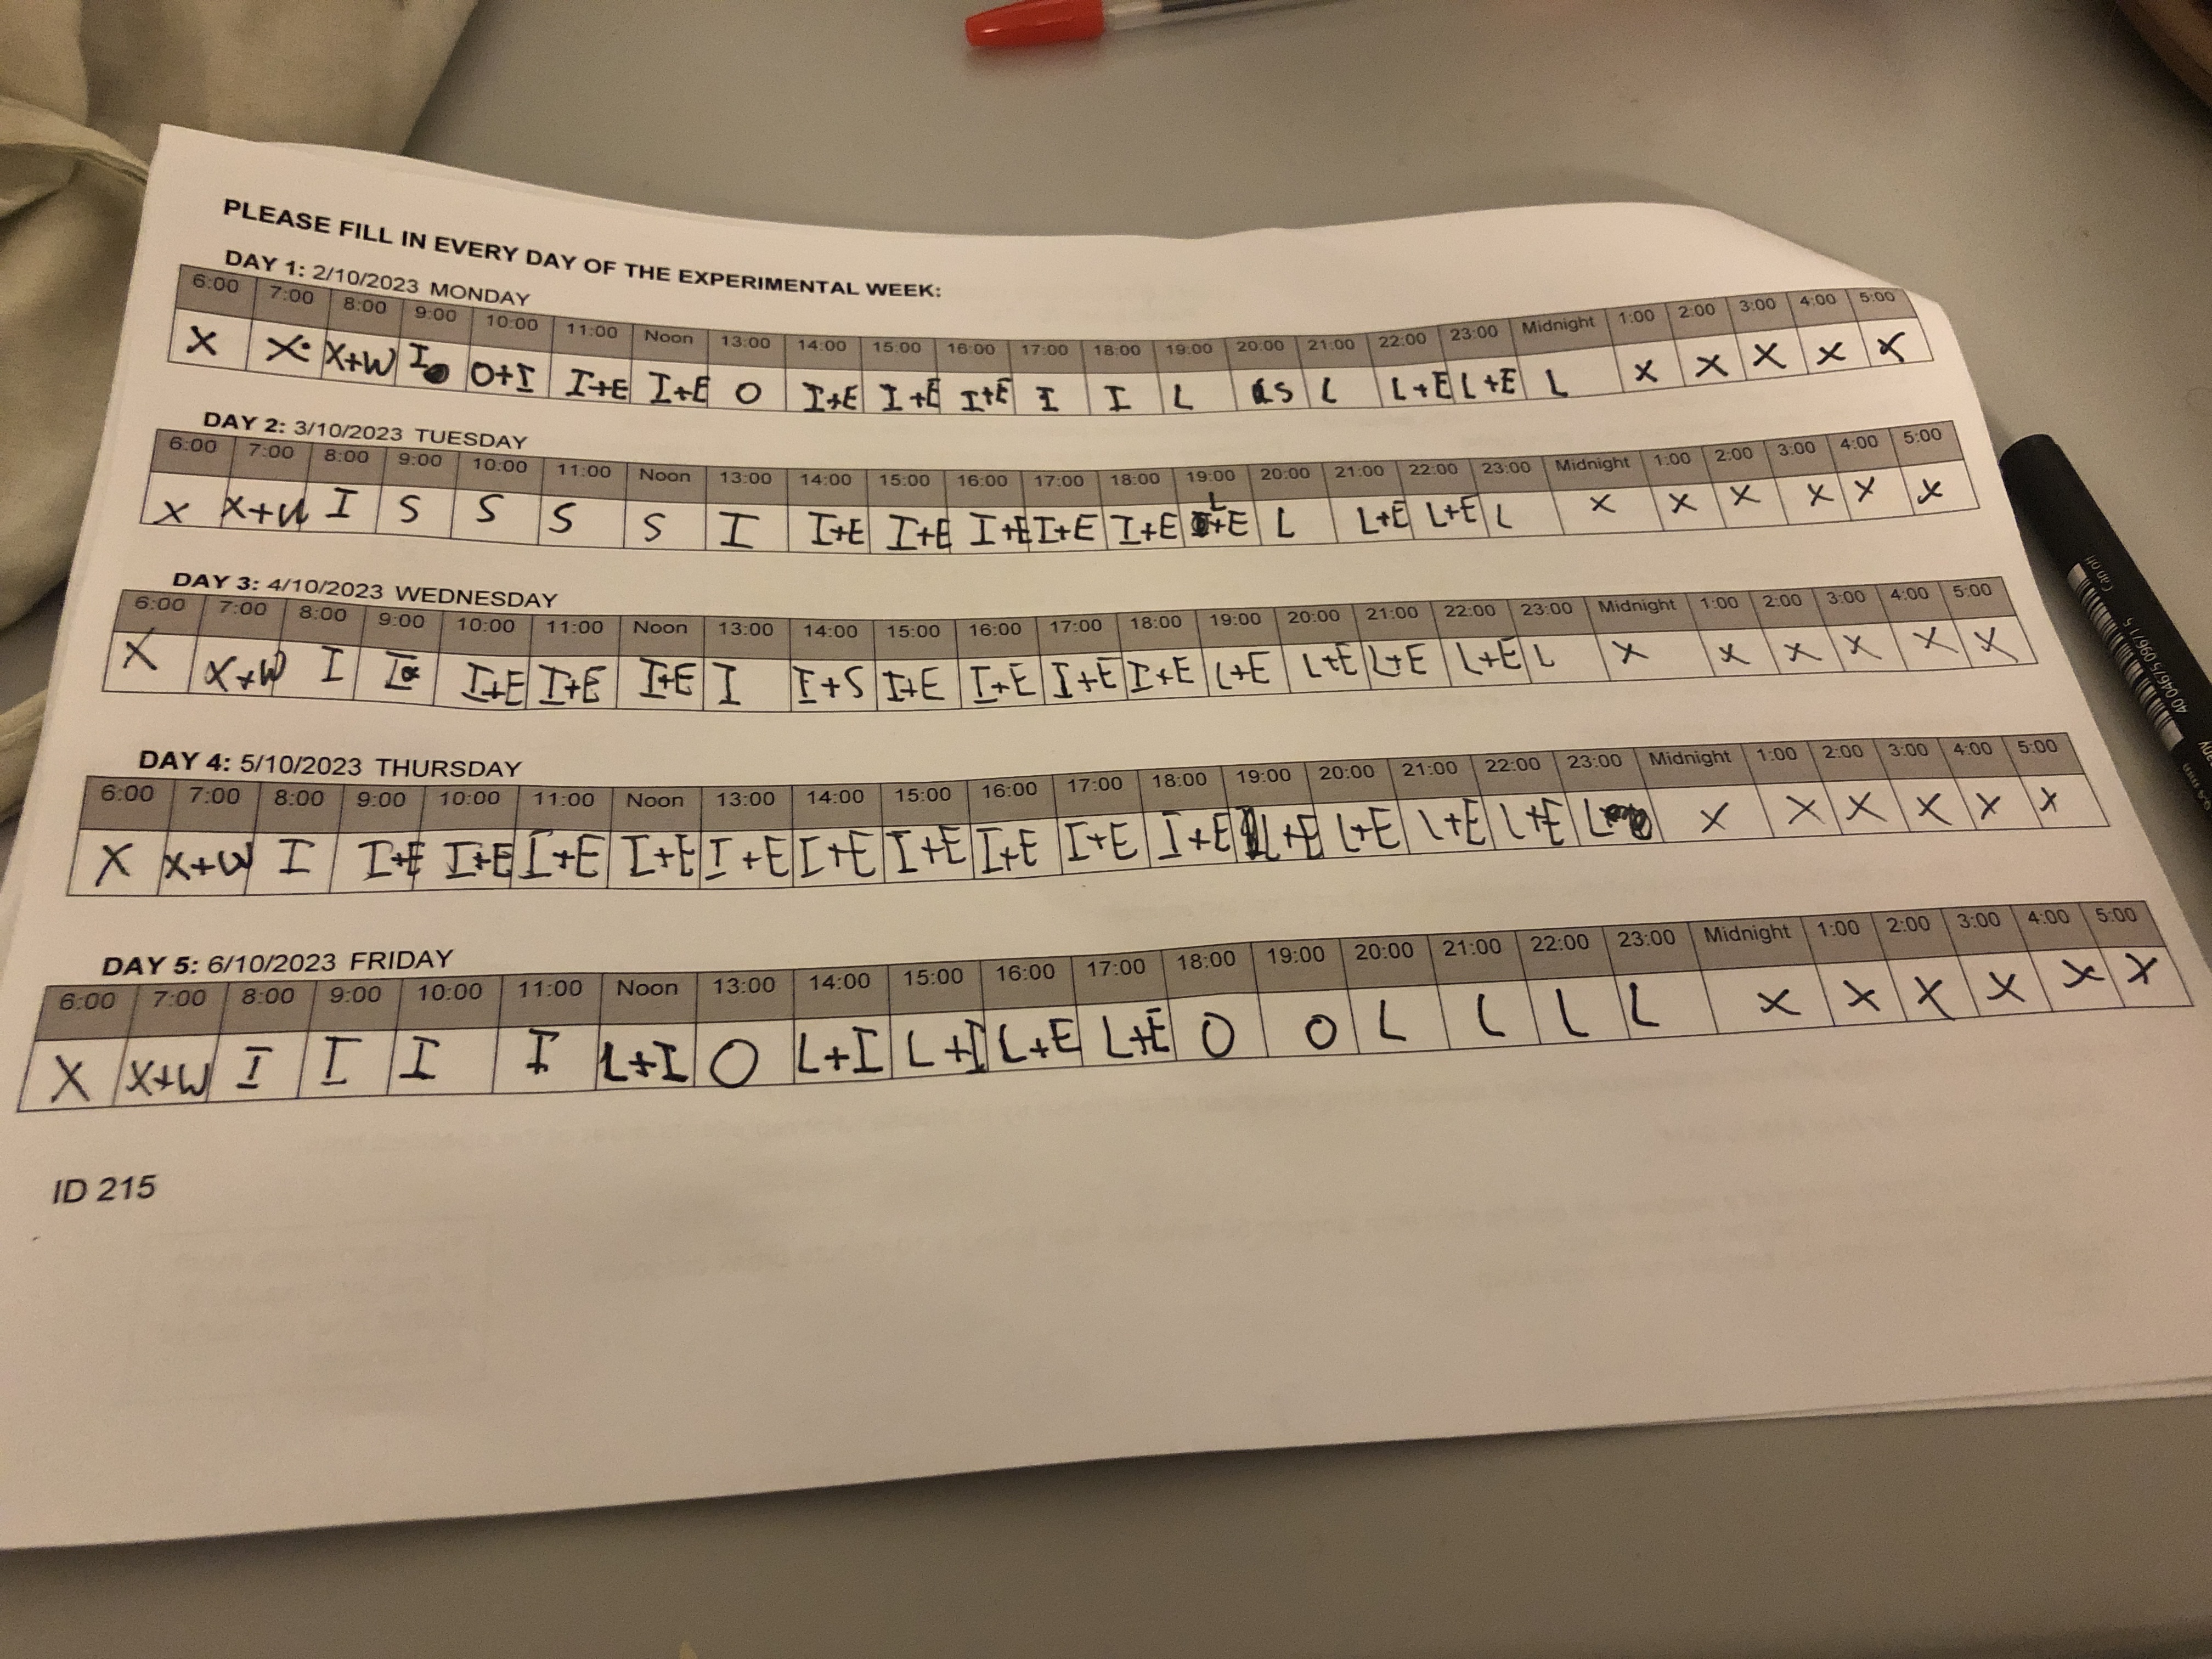 PLEASE FILL IN EVERY DAY OF THE EXPERIMENTAL WEEK:
DAY 1: 2/10/2023 MONDAY
6:00 7:00 8:00 9:00 10:00 11:00 Noon 13:00 14:00 15:00 16:00 17:00 18:00 19:00 20:00 21:00 22:00 23:00 Midnight 1:00 2:00 3:00 4:00 5:00
X X X+W I O+I I+E I+E O I+E I+E I+E I I L S L L+E L+E L X X X X X
DAY 2: 3/10/2023 TUESDAY
6:00 7:00 8:00 9:00 10:00 11:00 Noon 13:00 14:00 15:00 16:00 17:00 18:00 19:00 20:00 21:00 22:00 23:00 Midnight 1:00 2:00 3:00 4:00 5:00
X X+W I S S S S I I+E I+E I+E I+E I+E L+E L L+E L+E L X X X X X X
DAY 3: 4/10/2023 WEDNESDAY
6:00 7:00 8:00 9:00 10:00 11:00 Noon 13:00 14:00 15:00 16:00 17:00 18:00 19:00 20:00 21:00 22:00 23:00 Midnight 1:00 2:00 3:00 4:00 5:00
X X+W I I I+E I+E I+E I I+S I+E I+E I+E I+E L+E L+E L+E L+E L X X X X X X
DAY 4: 5/10/2023 THURSDAY
6:00 7:00 8:00 9:00 10:00 11:00 Noon 13:00 14:00 15:00 16:00 17:00 18:00 19:00 20:00 21:00 22:00 23:00 Midnight 1:00 2:00 3:00 4:00 5:00
X X+W I I+E I+E I+E I+E I+E I+E I+E I+E I+E I+E L+E L+E L+E L+E L X X X X X X
DAY 5: 6/10/2023 FRIDAY
6:00 7:00 8:00 9:00 10:00 11:00 Noon 13:00 14:00 15:00 16:00 17:00 18:00 19:00 20:00 21:00 22:00 23:00 Midnight 1:00 2:00 3:00 4:00 5:00
X X+W I I I I L+I O L+I L+I L+E L+E O O L L L L X X X X X X
ID 215
Cap off
40 04675 09671 5